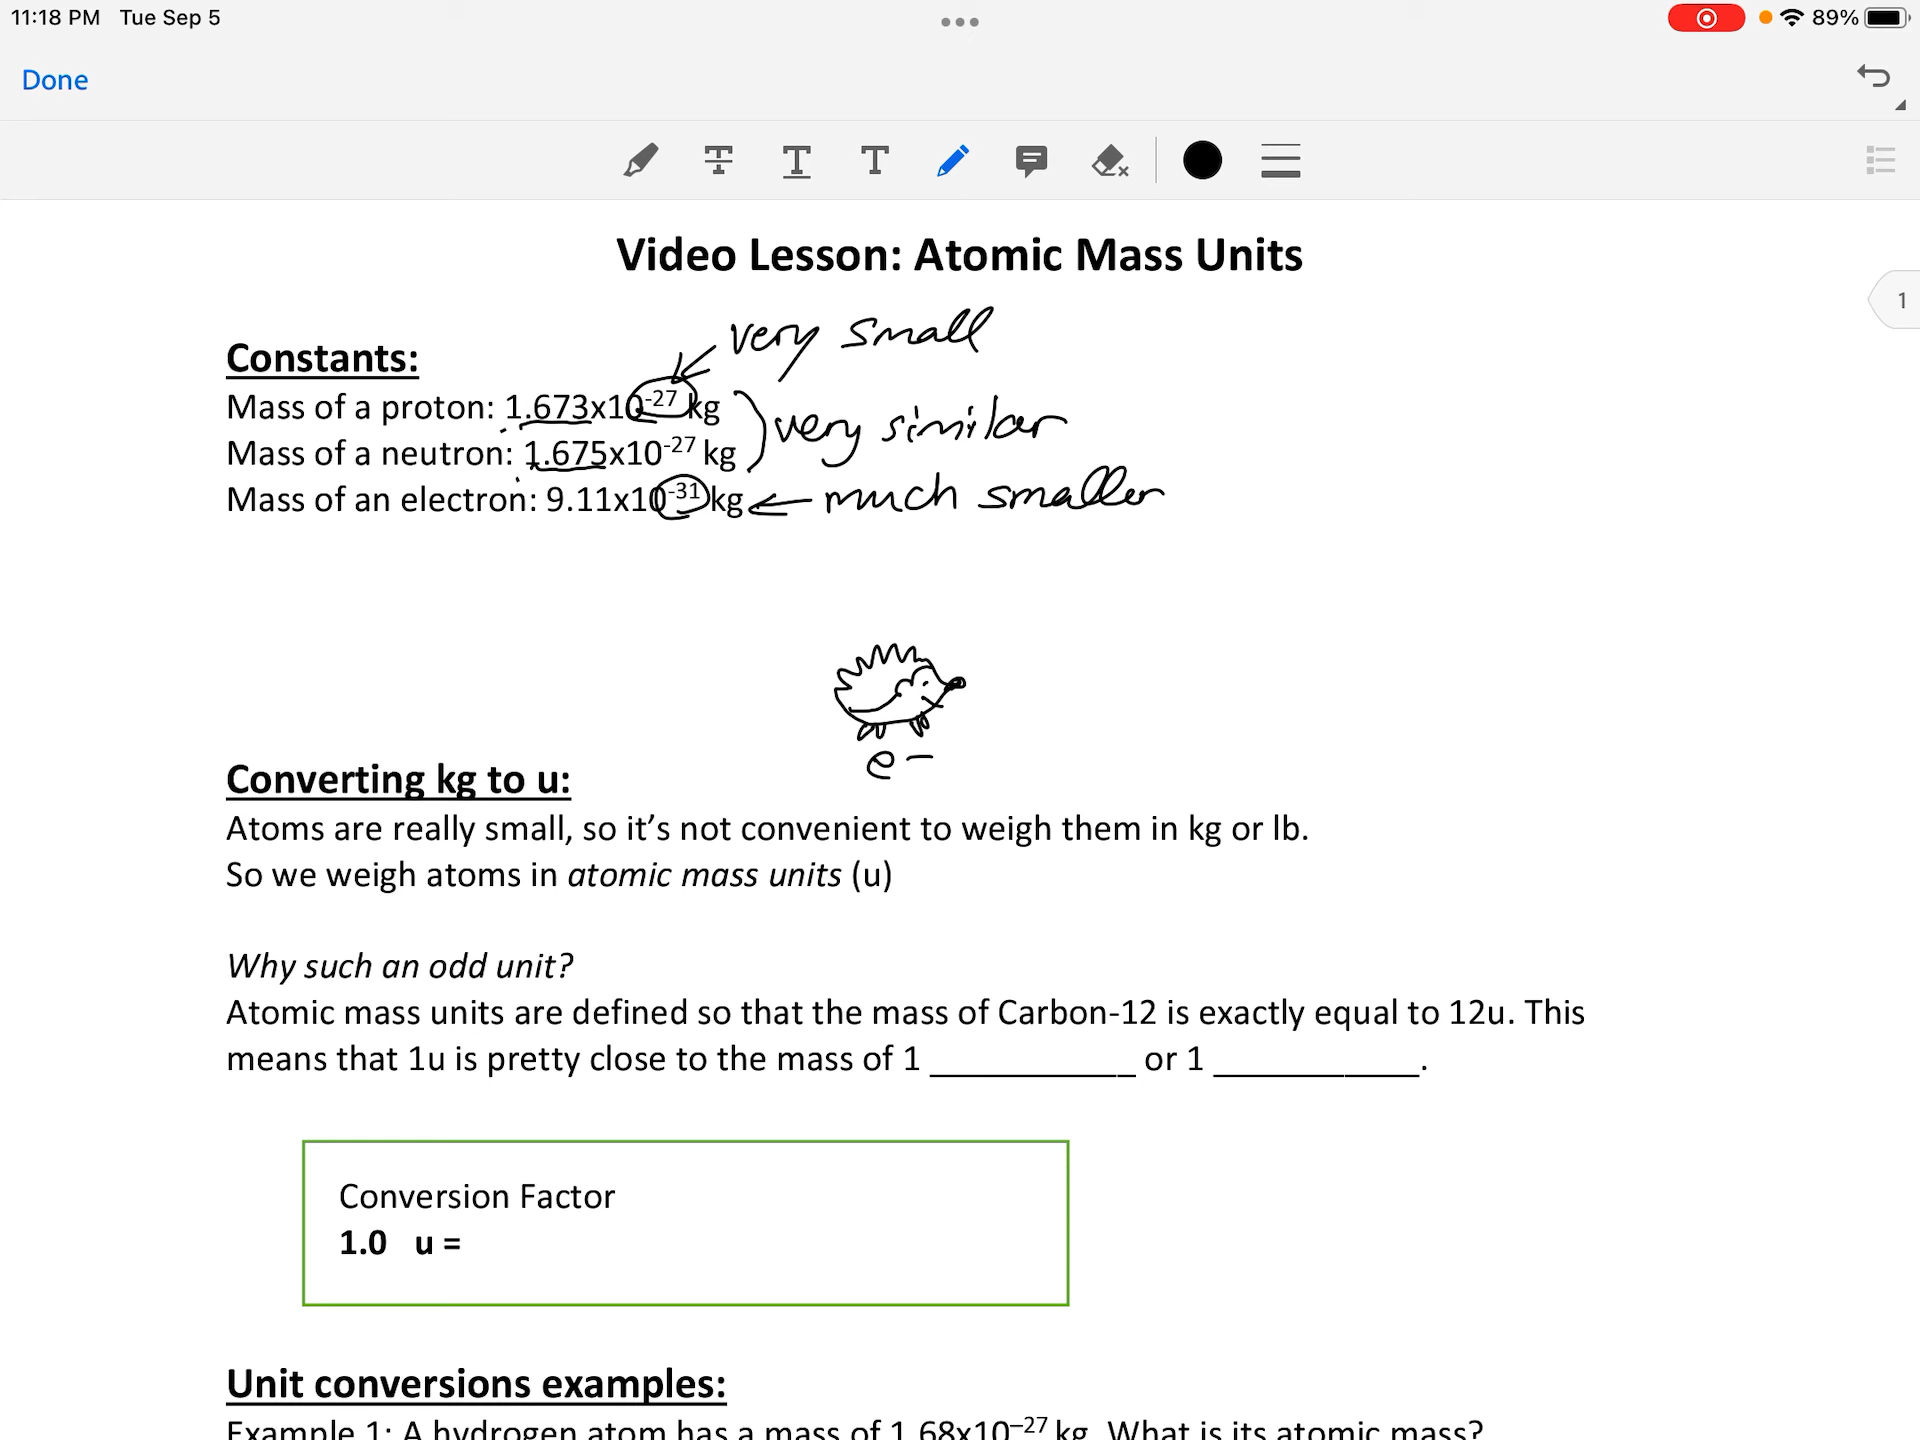 11:18 PM Tue Sep 5
89%
Done
T T T
Video Lesson: Atomic Mass Units
1
very small
Constants:
Mass of a proton: 1.673x10⁻²⁷ kg
very similar
Mass of a neutron: 1.675x10⁻²⁷ kg
Mass of an electron: 9.11x10⁻³¹ kg ← much smaller
e⁻
Converting kg to u:
Atoms are really small, so it’s not convenient to weigh them in kg or lb.
So we weigh atoms in atomic mass units (u)
Why such an odd unit?
Atomic mass units are defined so that the mass of Carbon-12 is exactly equal to 12u. This
means that 1u is pretty close to the mass of 1 ___________ or 1 ___________.
Conversion Factor
1.0 u =
Unit conversions examples:
Example 1: A hydrogen atom has a mass of 1.68x10⁻²⁷ kg. What is its atomic mass?